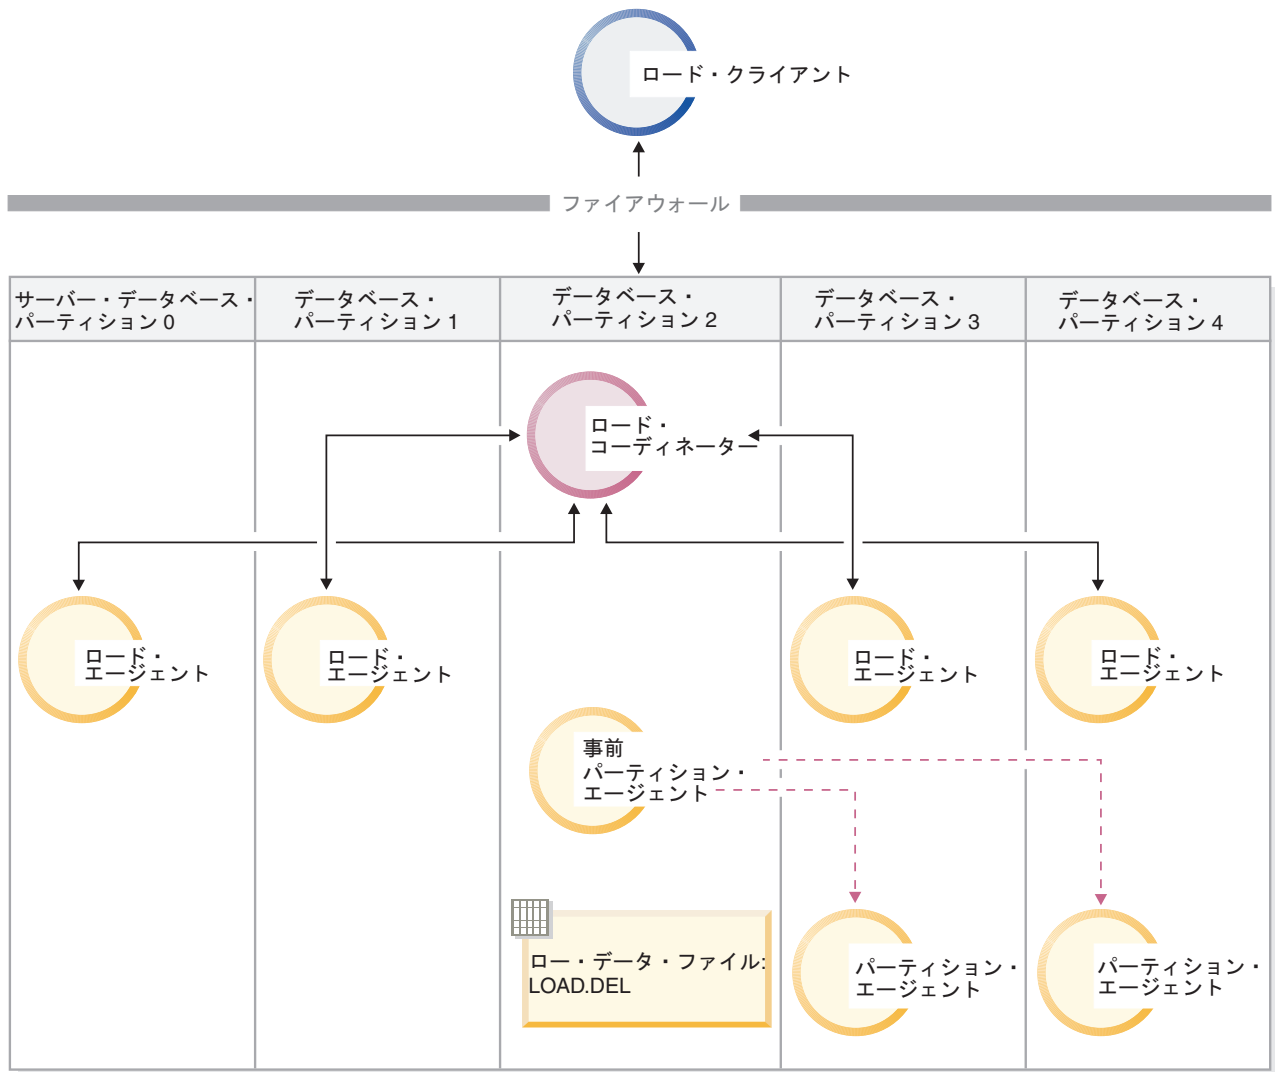 ロード・クライアント
ファイアウォール
サーバー・データベース・
パーティション 0
データベース・
パーティション 1
データベース・
パーティション 2
データベース・
パーティション 3
データベース・
パーティション 4
ロード・
コーディネーター
ロード・
エージェント
ロード・
エージェント
ロード・
エージェント
ロード・
エージェント
事前
パーティション・
エージェント
ロー・データ・ファイル:
LOAD.DEL
パーティション・
エージェント
パーティション・
エージェント